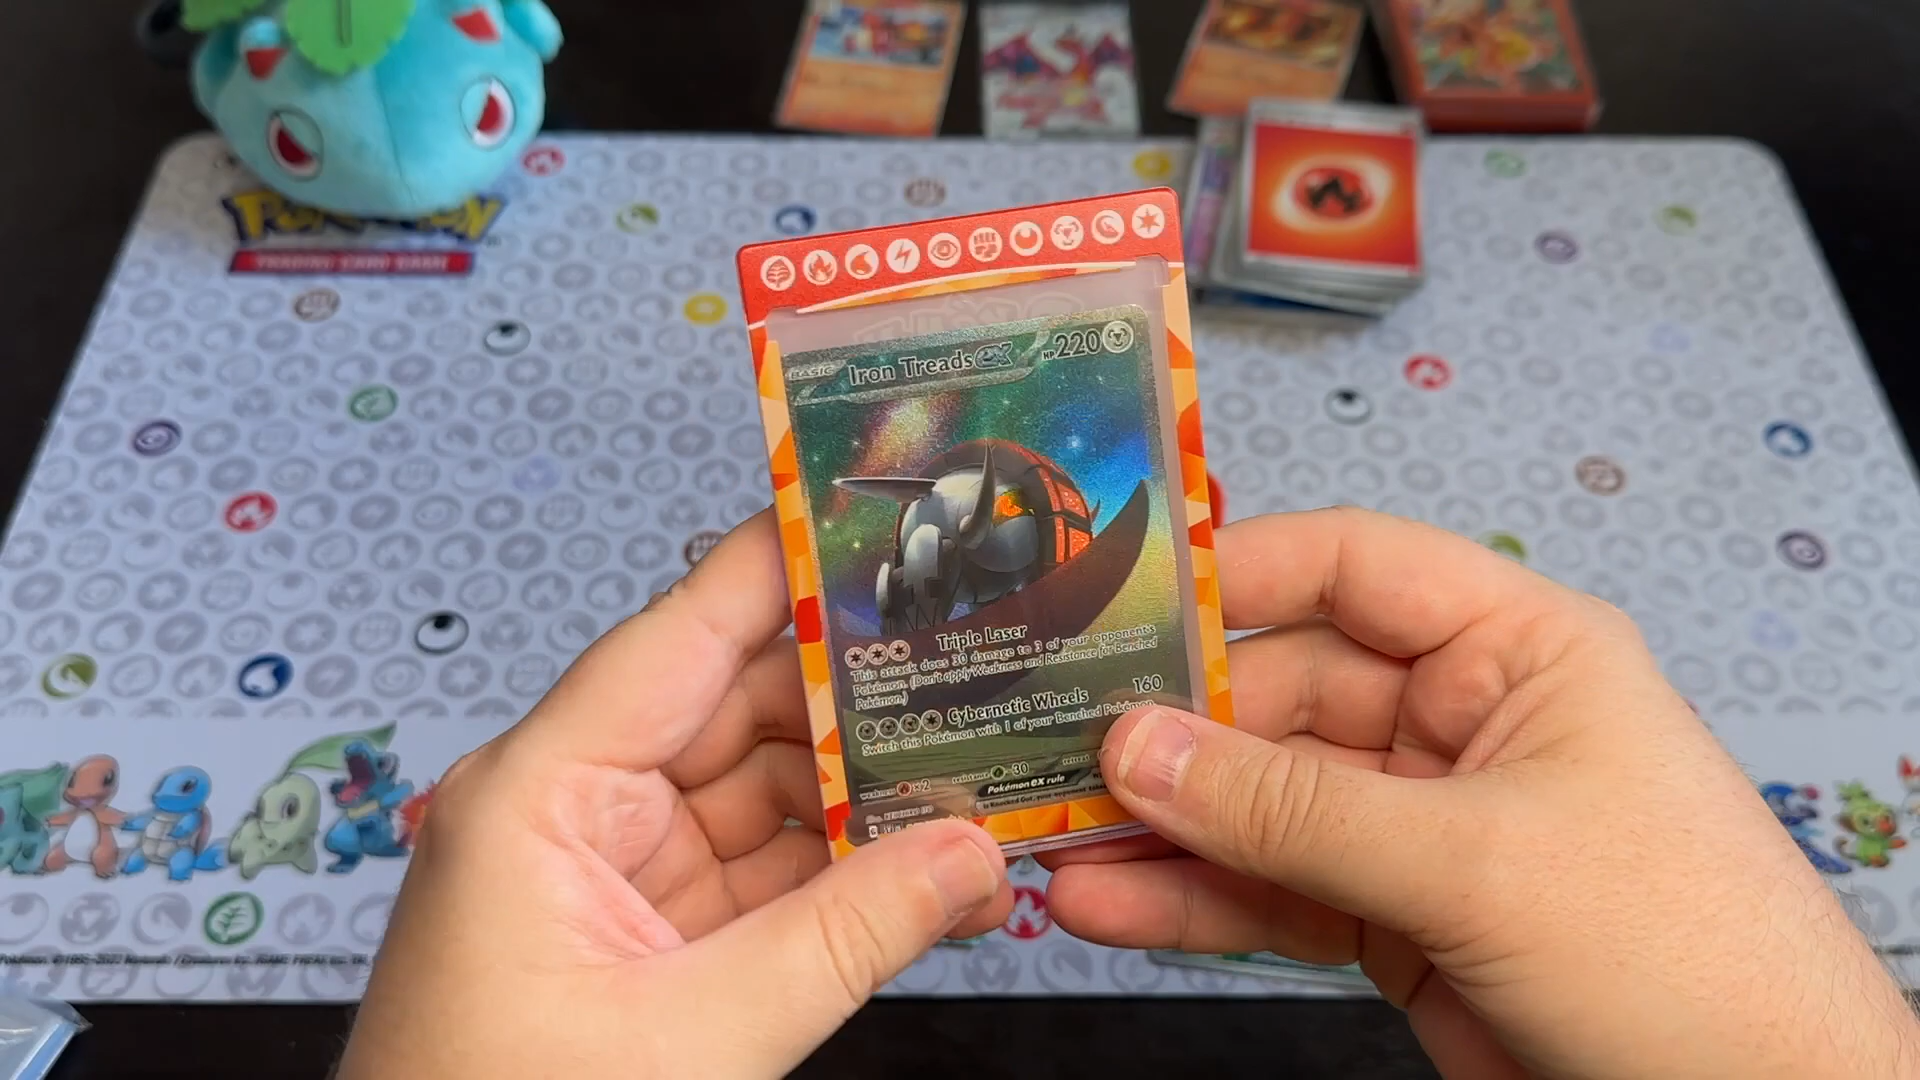 POKÉMON
TRADING CARD GAME
BASIC
Iron Treads ex
HP 220
Triple Laser
This attack does 30 damage to 3 of your opponent's
Pokémon. (Don't apply Weakness and Resistance for Benched
Pokémon.)
Cybernetic Wheels 160
Switch this Pokémon with 1 of your Benched Pokémon.
weakness ×2 resistance -30 retreat
Pokémon ex rule